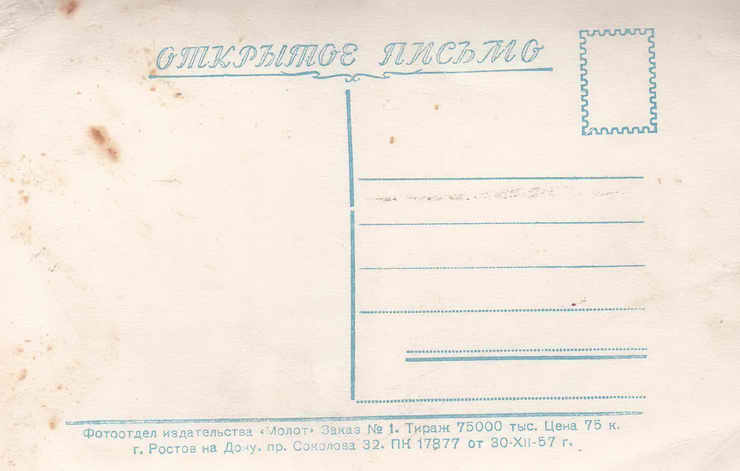 ОТКРЫТОЕ ПИСЬМО
Фотоотдел издательства «Молот» Заказ № 1. Тираж 75000 тыс. Цена 75 к.
г. Ростов на Дону, пр. Соколова 32. ПК 17877 от 30-XII-57 г.